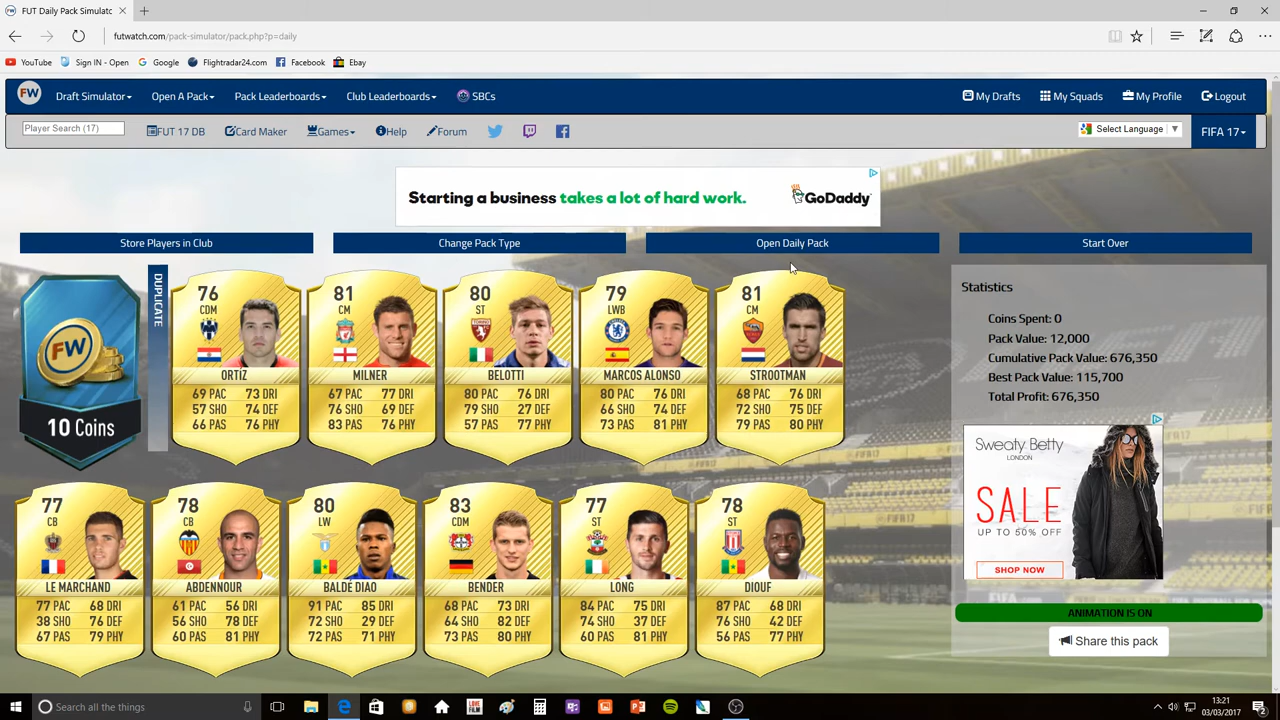 FUT Daily Pack Simulato
futwatch.com/pack-simulator/pack.php?p=daily
YouTube Sign IN - Open Google Flightradar24.com Facebook Ebay
FW Draft Simulator Open A Pack Pack Leaderboards Club Leaderboards SBCs My Drafts My Squads My Profile Logout
Player Search (17) FUT 17 DB Card Maker Games Help Forum Select Language FIFA 17
Starting a business takes a lot of hard work. GoDaddy
Store Players in Club Change Pack Type Open Daily Pack Start Over
FW
10 Coins
DUPLICATE
76
CDM
ORTÍZ
69 PAC 73 DRI
57 SHO 74 DEF
66 PAS 76 PHY
81
CM
MILNER
67 PAC 77 DRI
76 SHO 69 DEF
83 PAS 76 PHY
80
ST
BELOTTI
80 PAC 76 DRI
79 SHO 27 DEF
57 PAS 77 PHY
79
LWB
MARCOS ALONSO
80 PAC 76 DRI
66 SHO 74 DEF
73 PAS 81 PHY
81
CM
STROOTMAN
68 PAC 76 DRI
72 SHO 75 DEF
79 PAS 80 PHY
77
CB
LE MARCHAND
77 PAC 68 DRI
38 SHO 76 DEF
67 PAS 79 PHY
78
CB
ABDENNOUR
61 PAC 56 DRI
56 SHO 78 DEF
60 PAS 81 PHY
80
LW
BALDÉ DIAO
91 PAC 85 DRI
72 SHO 29 DEF
72 PAS 71 PHY
83
CDM
BENDER
68 PAC 73 DRI
64 SHO 82 DEF
73 PAS 80 PHY
77
ST
LONG
84 PAC 75 DRI
74 SHO 37 DEF
60 PAS 81 PHY
78
ST
DIOUF
87 PAC 68 DRI
76 SHO 42 DEF
56 PAS 77 PHY
Statistics
Coins Spent: 0
Pack Value: 12,000
Cumulative Pack Value: 676,350
Best Pack Value: 115,700
Total Profit: 676,350
Sweaty Betty
LONDON
SALE
UP TO 50% OFF
SHOP NOW
ANIMATION IS ON
Share this pack
Search all the things
13:21
03/03/2017